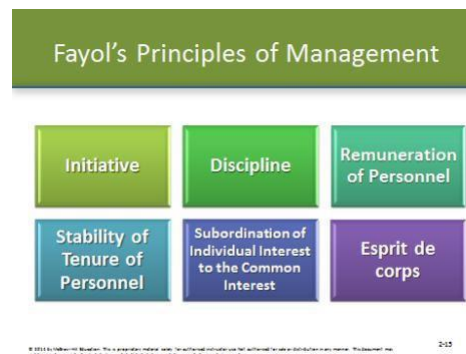 Fayol's Principles of Management
Initiative
Discipline
Remuneration
of Personnel
Stability of
Tenure of
Personnel
Subordination of
Individual Interest
to the Common
Interest
Esprit de
corps
2-15